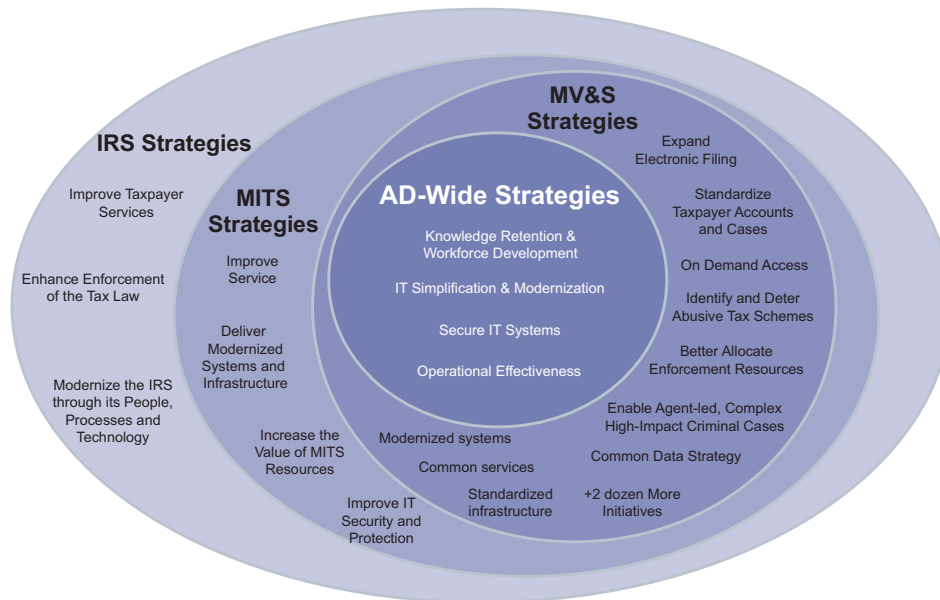 IRS Strategies
Improve Taxpayer
Services
Enhance Enforcement
of the Tax Law
Modernize the IRS
through its People,
Processes and
Technology
MITS
Strategies
Improve
Service
Deliver
Modernized
Systems and
Infrastructure
Increase the
Value of MITS
Resources
Improve IT
Security and
Protection
MV&S
Strategies
Expand
Electronic Filing
Standardize
Taxpayer Accounts
and Cases
On Demand Access
Identify and Deter
Abusive Tax Schemes
Better Allocate
Enforcement Resources
Enable Agent-led, Complex
High-Impact Criminal Cases
Common Data Strategy
+2 dozen More
Initiatives
Modernized systems
Common services
Standardized
infrastructure
AD-Wide Strategies
Knowledge Retention &
Workforce Development
IT Simplification & Modernization
Secure IT Systems
Operational Effectiveness